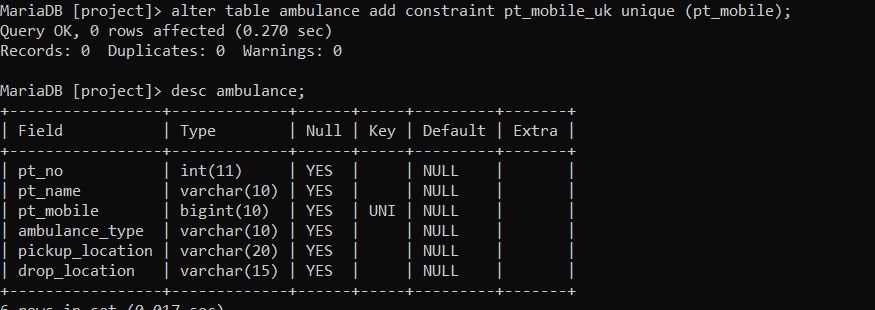 MariaDB [project]> alter table ambulance add constraint pt_mobile_uk unique (pt_mobile);
Query OK, 0 rows affected (0.270 sec)
Records: 0  Duplicates: 0  Warnings: 0

MariaDB [project]> desc ambulance;
+-----------------+-------------+------+-----+---------+-------+
| Field           | Type        | Null | Key | Default | Extra |
+-----------------+-------------+------+-----+---------+-------+
| pt_no           | int(11)     | YES  |     | NULL    |       |
| pt_name         | varchar(10) | YES  |     | NULL    |       |
| pt_mobile       | bigint(10)  | YES  | UNI | NULL    |       |
| ambulance_type  | varchar(10) | YES  |     | NULL    |       |
| pickup_location | varchar(20) | YES  |     | NULL    |       |
| drop_location   | varchar(15) | YES  |     | NULL    |       |
+-----------------+-------------+------+-----+---------+-------+
6 rows in set (0.017 sec)